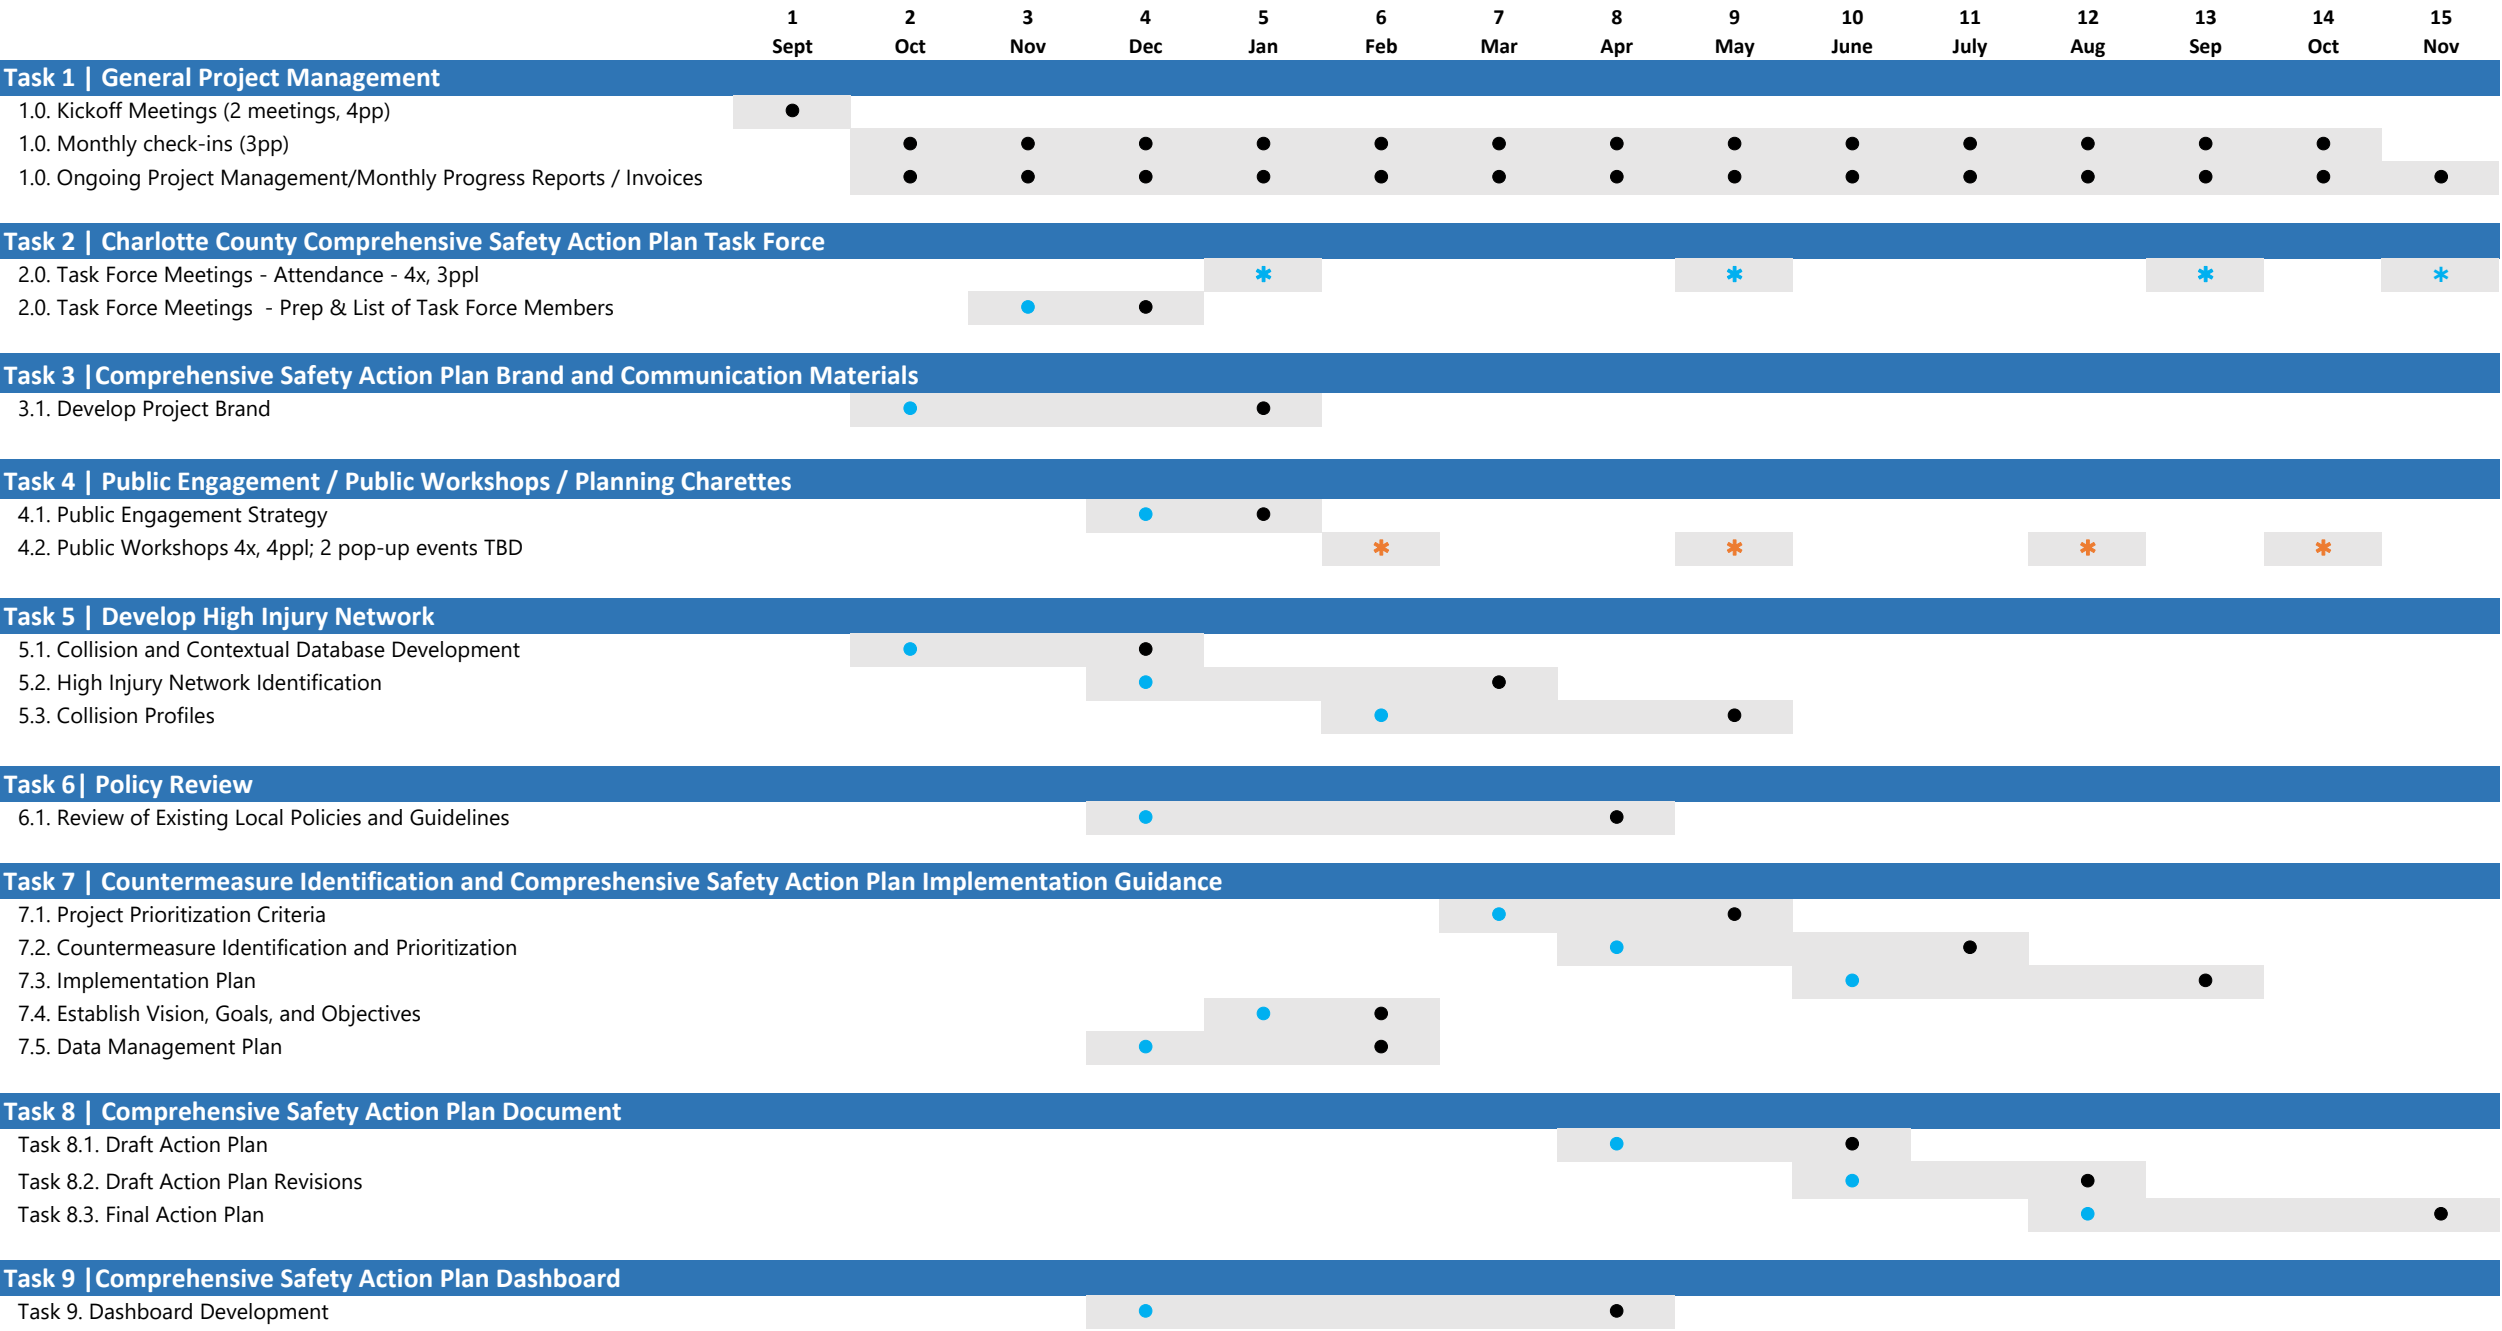 1 2 3 4 5 6 7 8 9 10 11 12 13 14 15
Sept Oct Nov Dec Jan Feb Mar Apr May June July Aug Sep Oct Nov
Task 1 | General Project Management
1.0. Kickoff Meetings (2 meetings, 4pp)
1.0. Monthly check-ins (3pp)
1.0. Ongoing Project Management/Monthly Progress Reports / Invoices
Task 2 | Charlotte County Comprehensive Safety Action Plan Task Force
2.0. Task Force Meetings - Attendance - 4x, 3ppl
2.0. Task Force Meetings  - Prep & List of Task Force Members
Task 3 |Comprehensive Safety Action Plan Brand and Communication Materials
3.1. Develop Project Brand
Task 4 | Public Engagement / Public Workshops / Planning Charettes
4.1. Public Engagement Strategy
4.2. Public Workshops 4x, 4ppl; 2 pop-up events TBD
Task 5 | Develop High Injury Network
5.1. Collision and Contextual Database Development
5.2. High Injury Network Identification
5.3. Collision Profiles
Task 6| Policy Review
6.1. Review of Existing Local Policies and Guidelines
Task 7 | Countermeasure Identification and Compreshensive Safety Action Plan Implementation Guidance
7.1. Project Prioritization Criteria
7.2. Countermeasure Identification and Prioritization
7.3. Implementation Plan
7.4. Establish Vision, Goals, and Objectives
7.5. Data Management Plan
Task 8 | Comprehensive Safety Action Plan Document
Task 8.1. Draft Action Plan
Task 8.2. Draft Action Plan Revisions
Task 8.3. Final Action Plan
Task 9 |Comprehensive Safety Action Plan Dashboard
Task 9. Dashboard Development